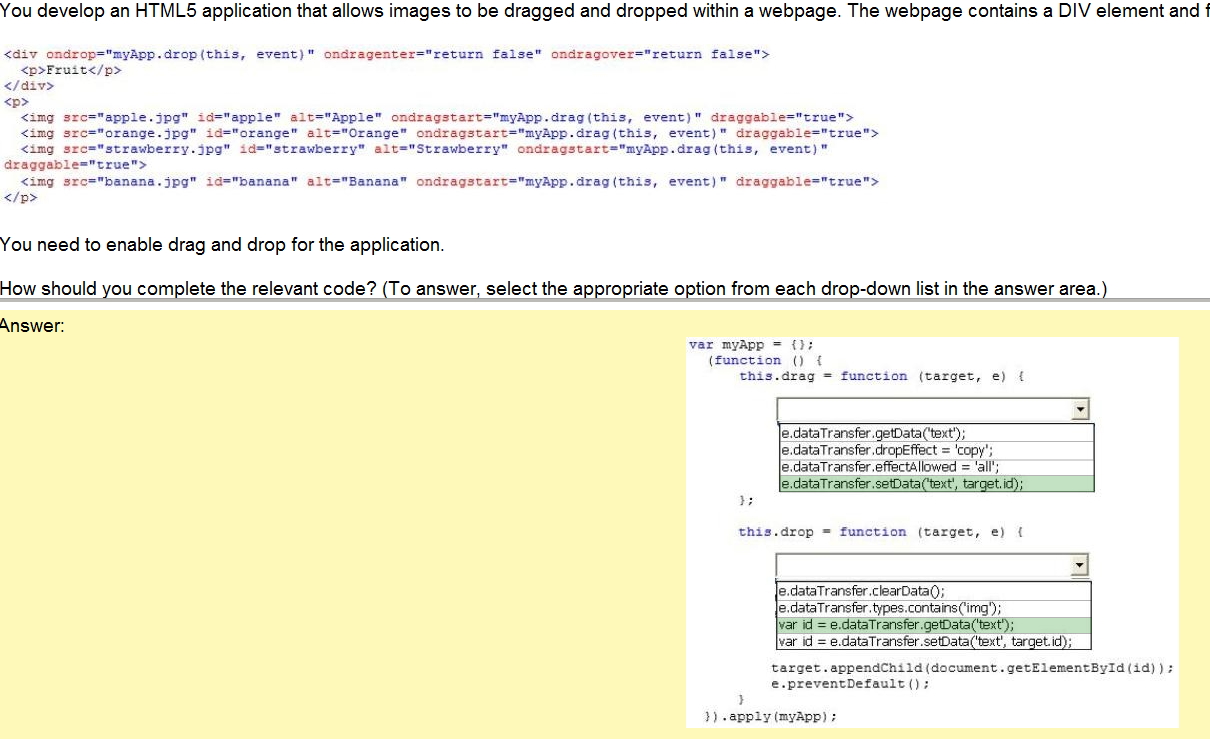 You develop an HTML5 application that allows images to be dragged and dropped within a webpage. The webpage contains a DIV element and f
<div ondrop="myApp.drop(this, event)" ondragenter="return false" ondragover="return false">
<p>Fruit</p>
</div>
<p>
<img src="apple.jpg" id="apple" alt="Apple" ondragstart="myApp.drag(this, event)" draggable="true">
<img src="orange.jpg" id="orange" alt="Orange" ondragstart="myApp.drag(this, event)" draggable="true">
<img src="strawberry.jpg" id="strawberry" alt="Strawberry" ondragstart="myApp.drag(this, event)"
draggable="true">
<img src="banana.jpg" id="banana" alt="Banana" ondragstart="myApp.drag(this, event)" draggable="true">
</p>
You need to enable drag and drop for the application.
How should you complete the relevant code? (To answer, select the appropriate option from each drop-down list in the answer area.)
Answer:
var myApp = {};
(function () {
this.drag = function (target, e) {
e.dataTransfer.getData('text');
e.dataTransfer.dropEffect = 'copy';
e.dataTransfer.effectAllowed = 'all';
e.dataTransfer.setData('text', target.id);
};
this.drop = function (target, e) {
e.dataTransfer.clearData();
e.dataTransfer.types.contains('img');
var id = e.dataTransfer.getData('text');
var id = e.dataTransfer.setData('text', target.id);
target.appendChild(document.getElementById(id));
e.preventDefault();
}
}).apply(myApp);